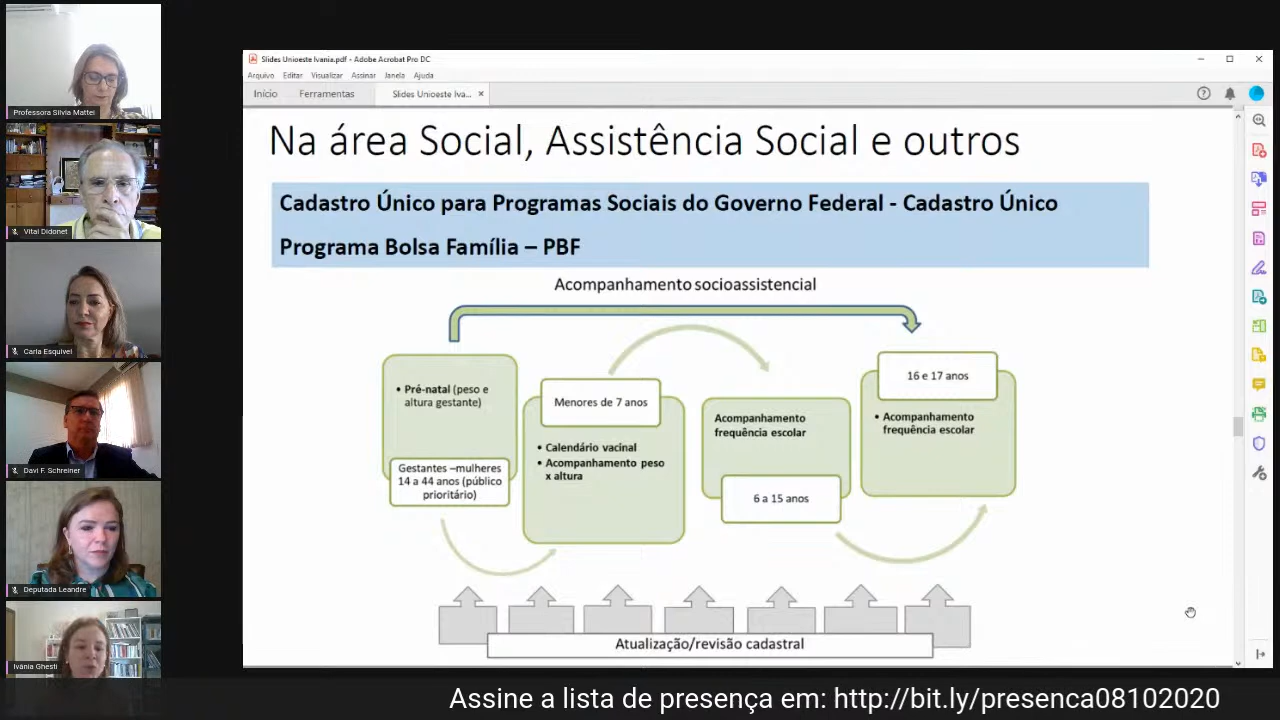 Professora Silvia Mattei
Vital Didonet
Carla Esquivel
Davi F. Schreiner
Deputada Leandre
Ivânia Ghesti
Slides Unioeste Ivania.pdf - Adobe Acrobat Pro DC
Arquivo Editar Visualizar Assinar Janela Ajuda
Início Ferramentas Slides Unioeste Iva... ×
Na área Social, Assistência Social e outros
Cadastro Único para Programas Sociais do Governo Federal - Cadastro Único
Programa Bolsa Família – PBF
Acompanhamento socioassistencial
• Pré-natal (peso e
altura gestante)
Gestantes –mulheres
14 a 44 anos (público
prioritário)
Menores de 7 anos
• Calendário vacinal
• Acompanhamento peso
x altura
Acompanhamento
frequência escolar
6 a 15 anos
16 e 17 anos
• Acompanhamento
frequência escolar
Atualização/revisão cadastral
Assine a lista de presença em: http://bit.ly/presenca08102020